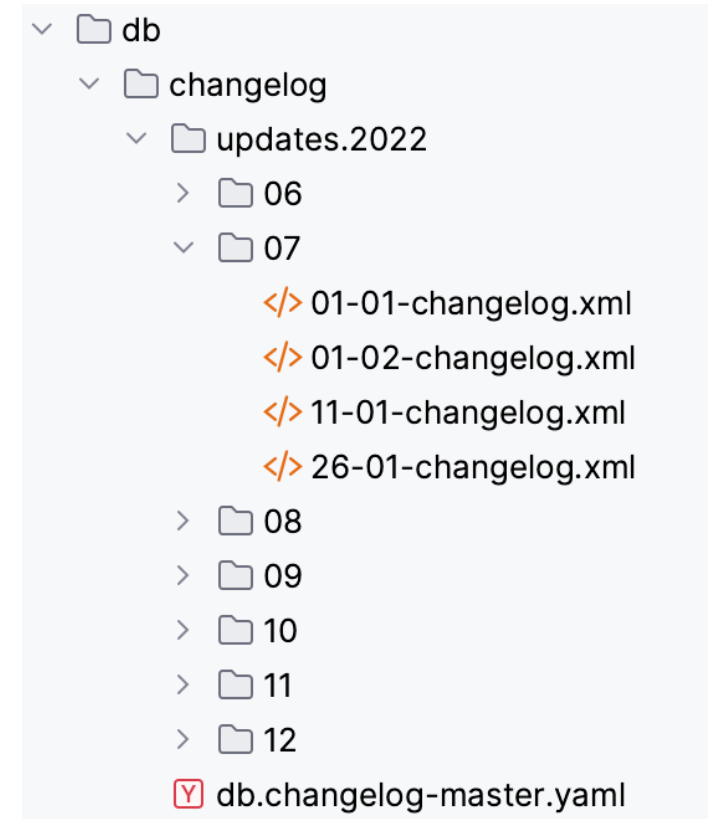 db
changelog
updates.2022
06
07
</> 01-01-changelog.xml
</> 01-02-changelog.xml
</> 11-01-changelog.xml
</> 26-01-changelog.xml
08
09
10
11
12
Y db.changelog-master.yaml